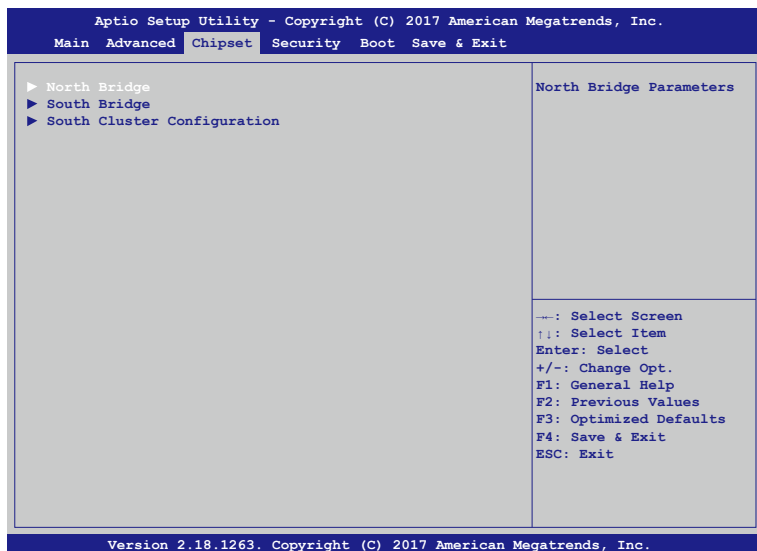 Aptio Setup Utility - Copyright (C) 2017 American Megatrends, Inc.
Main Advanced Chipset Security Boot Save & Exit
▶ North Bridge
▶ South Bridge
▶ South Cluster Configuration
North Bridge Parameters
→←: Select Screen
↑↓: Select Item
Enter: Select
+/-: Change Opt.
F1: General Help
F2: Previous Values
F3: Optimized Defaults
F4: Save & Exit
ESC: Exit
Version 2.18.1263. Copyright (C) 2017 American Megatrends, Inc.